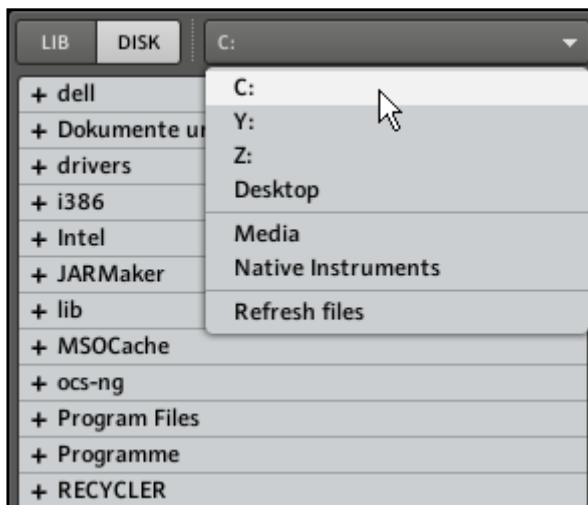 LIB DISK C:
+ dell
+ Dokumente
+ drivers
+ i386
+ Intel
+ JARMaker
+ lib
+ MSOCache
+ ocs-ng
+ Program Files
+ Programme
+ RECYCLER
C:
Y:
Z:
Desktop
Media
Native Instruments
Refresh files